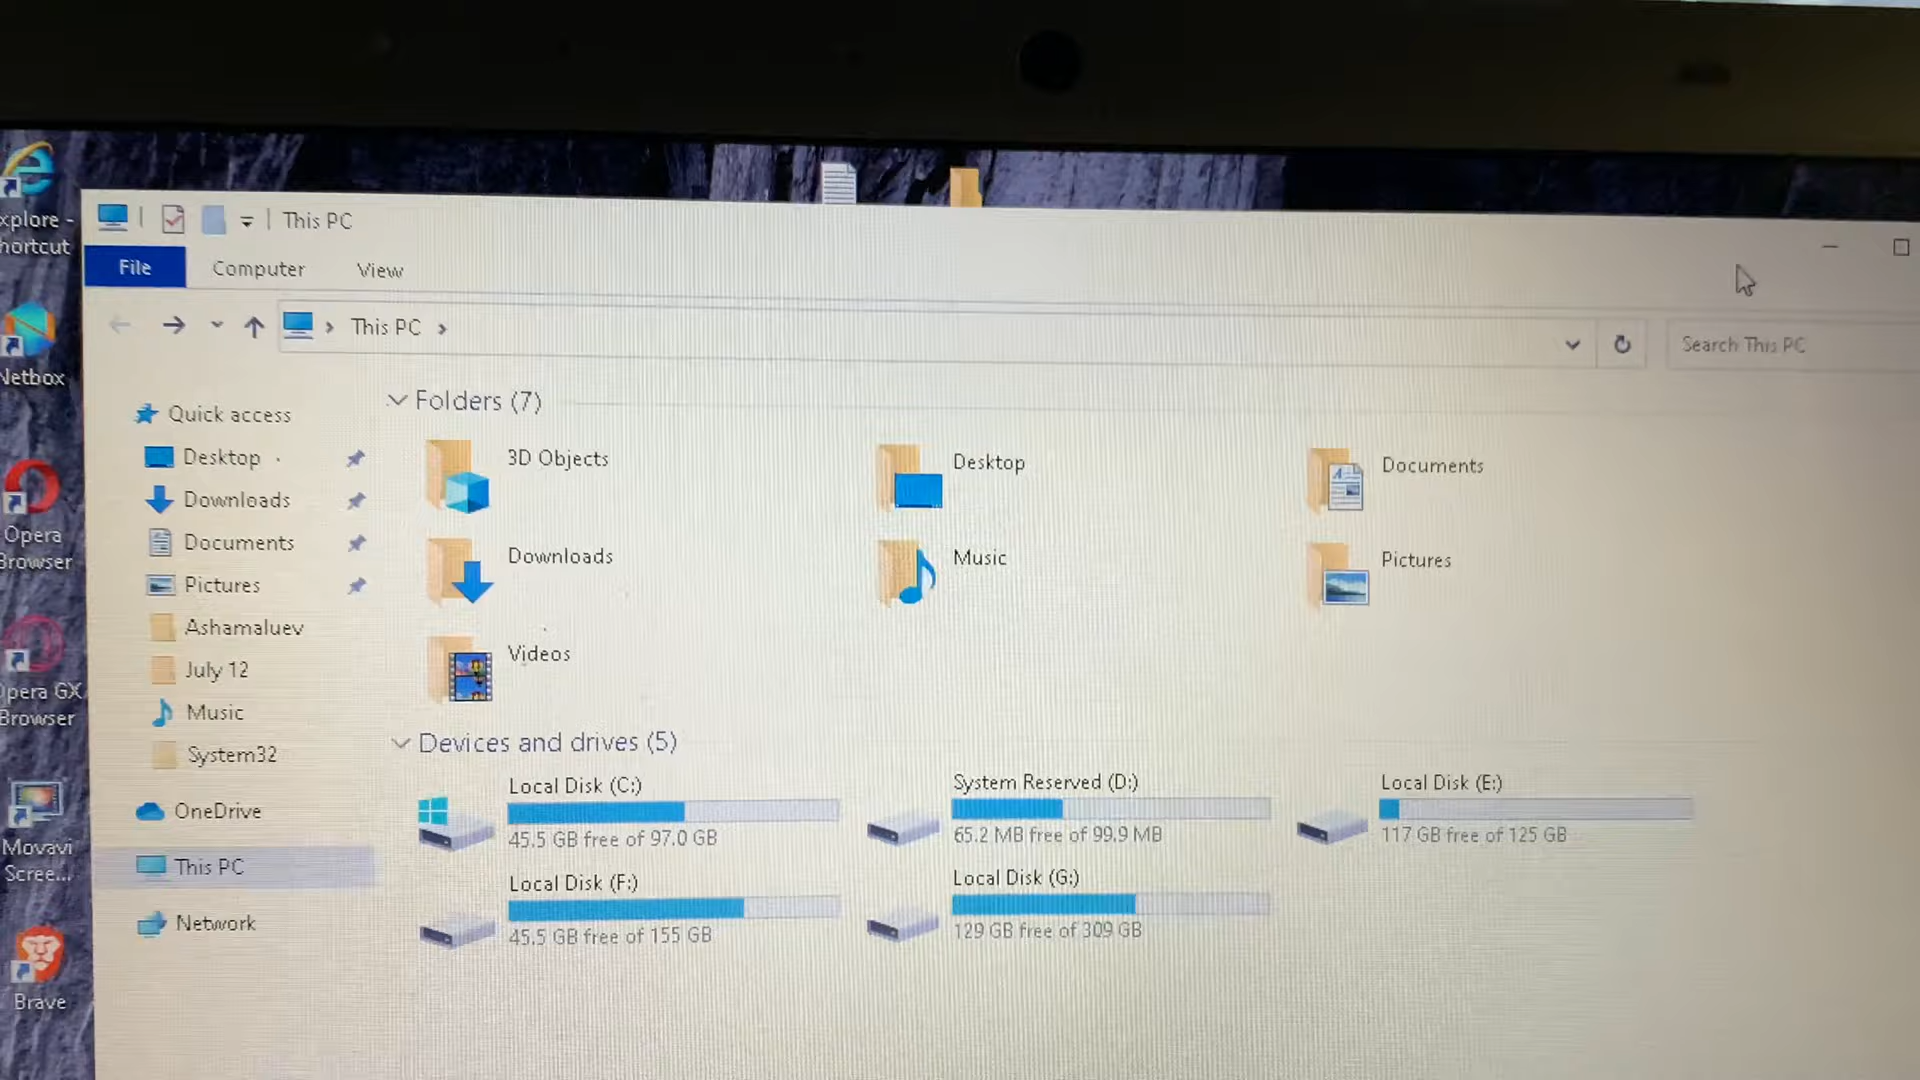 This PC
File Computer View
This PC
Search This PC
xplore -
hortcut
Netbox
Opera
Browser
Opera GX
Browser
Movavi
Scree...
Brave
Quick access
Desktop
Downloads
Documents
Pictures
Ashamaluev
July 12
Music
System32
OneDrive
This PC
Network
Folders (7)
3D Objects
Desktop
Documents
Downloads
Music
Pictures
Videos
Devices and drives (5)
Local Disk (C:)
45.5 GB free of 97.0 GB
System Reserved (D:)
65.2 MB free of 99.9 MB
Local Disk (E:)
117 GB free of 125 GB
Local Disk (F:)
45.5 GB free of 155 GB
Local Disk (G:)
129 GB free of 309 GB